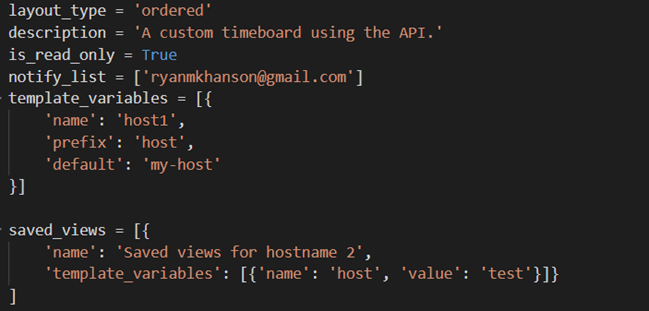 layout_type = 'ordered'
description = 'A custom timeboard using the API.'
is_read_only = True
notify_list = ['ryanmkhanson@gmail.com']
template_variables = [{
    'name': 'host1',
    'prefix': 'host',
    'default': 'my-host'
}]

saved_views = [{
    'name': 'Saved views for hostname 2',
    'template_variables': [{'name': 'host', 'value': 'test'}]}
]